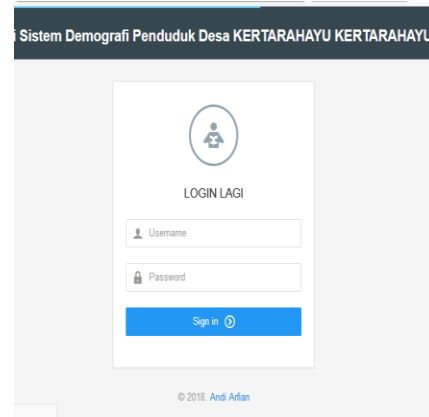 Sistem Demografi Penduduk Desa KERTARAHAYU KERTARAHAYU
LOGIN LAGI
Username
Password
Sign in
© 2018. Andi Arfian